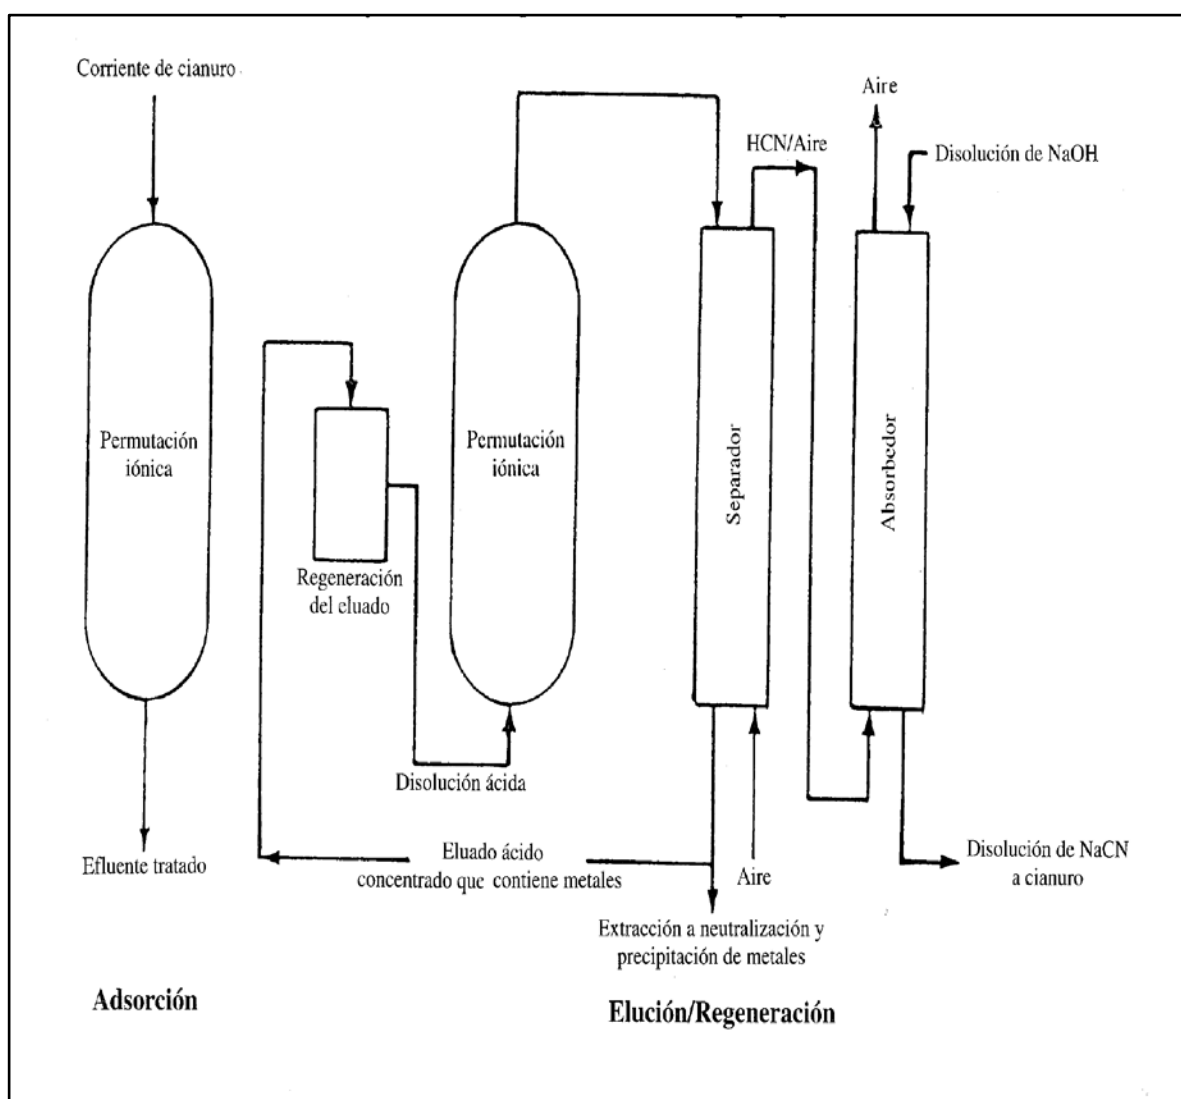 Corriente de cianuro
Aire
HCN/Aire
Disolución de NaOH
Permutación
iónica
Permutación
iónica
Separador
Absorbedor
Regeneración
del eluado
Disolución ácida
Efluente tratado
Eluado ácido
concentrado que contiene metales
Aire
Disolución de NaCN
a cianuro
Extracción a neutralización y
precipitación de metales
Adsorción
Elución/Regeneración